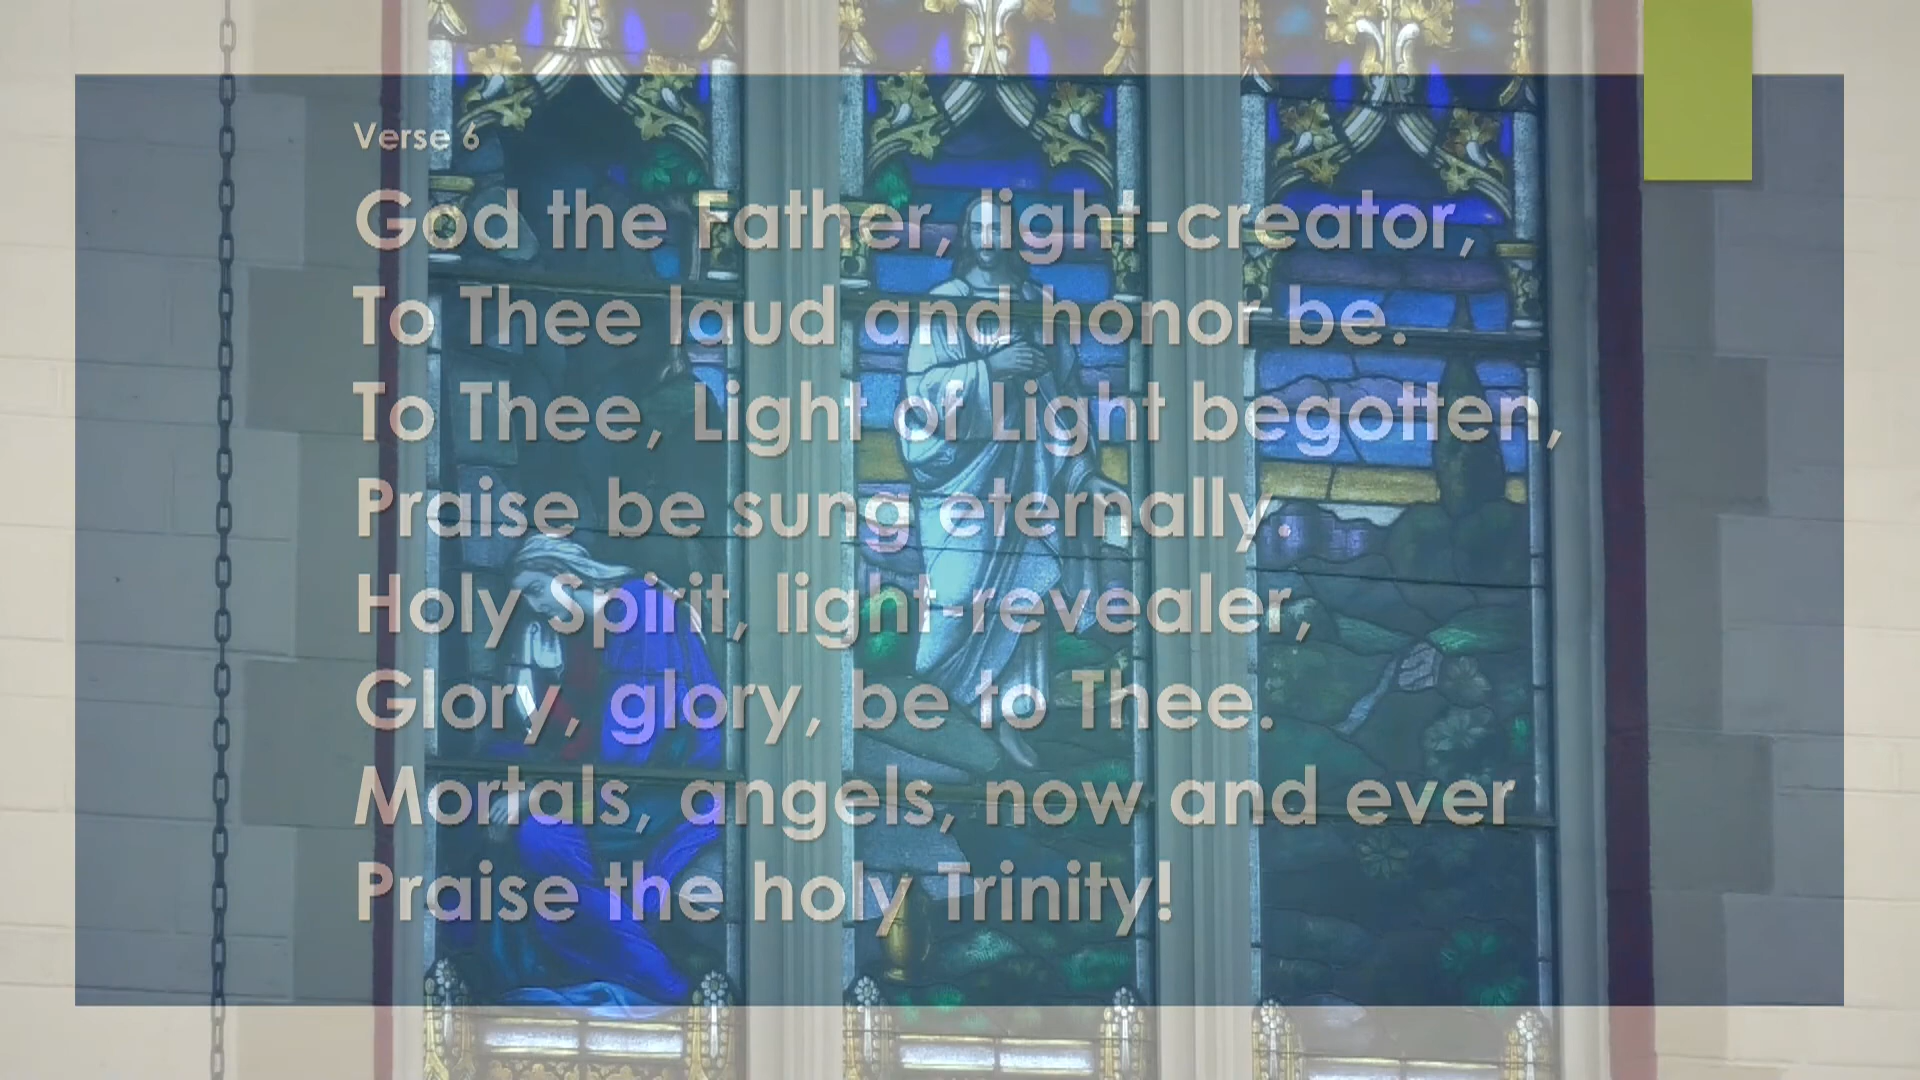 Verse 6
God the Father, light-creator,
To Thee laud and honor be.
To Thee, Light of Light begotten,
Praise be sung eternally.
Holy Spirit, light-revealer,
Glory, glory, be to Thee.
Mortals, angels, now and ever
Praise the holy Trinity!